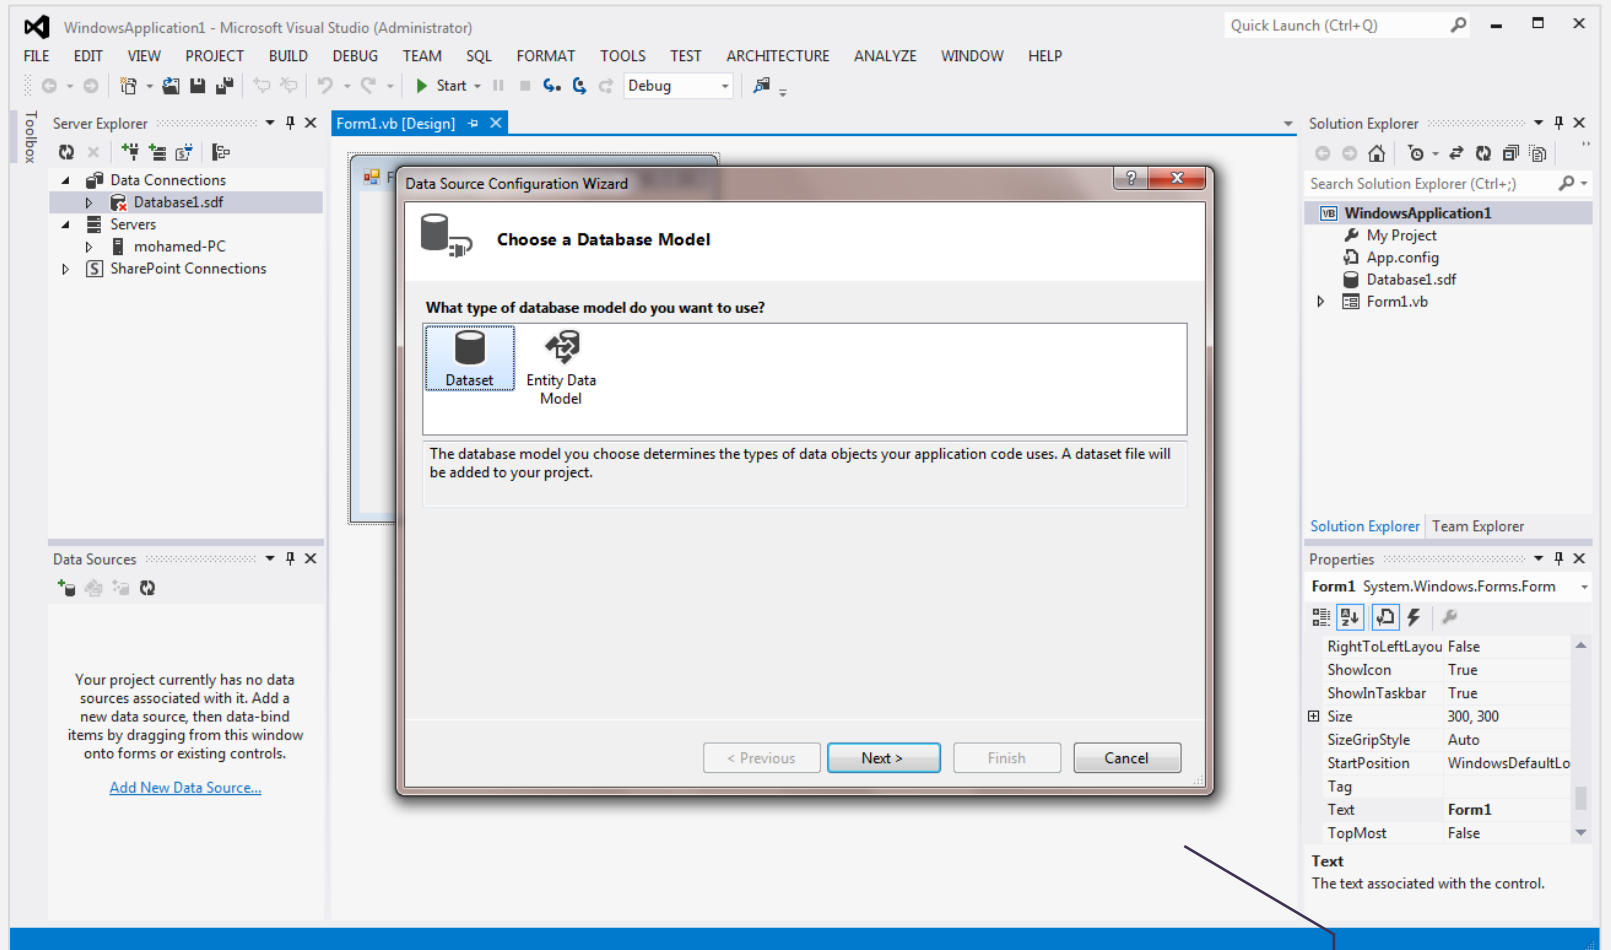 WindowsApplication1 - Microsoft Visual Studio (Administrator)
Quick Launch (Ctrl+Q)
FILE EDIT VIEW PROJECT BUILD DEBUG TEAM SQL FORMAT TOOLS TEST ARCHITECTURE ANALYZE WINDOW HELP
Start
Debug
Toolbox
Server Explorer
Data Connections
Database1.sdf
Servers
mohamed-PC
SharePoint Connections
Data Sources
Your project currently has no data
sources associated with it. Add a
new data source, then data-bind
items by dragging from this window
onto forms or existing controls.
Add New Data Source...
Form1.vb [Design]
Data Source Configuration Wizard
Choose a Database Model
What type of database model do you want to use?
Dataset
Entity Data
Model
The database model you choose determines the types of data objects your application code uses. A dataset file will
be added to your project.
< Previous
Next >
Finish
Cancel
Solution Explorer
Search Solution Explorer (Ctrl+;)
VB WindowsApplication1
My Project
App.config
Database1.sdf
Form1.vb
Solution Explorer Team Explorer
Properties
Form1 System.Windows.Forms.Form
RightToLeftLayou False
ShowIcon True
ShowInTaskbar True
Size 300, 300
SizeGripStyle Auto
StartPosition WindowsDefaultLo
Tag
Text Form1
TopMost False
Text
The text associated with the control.